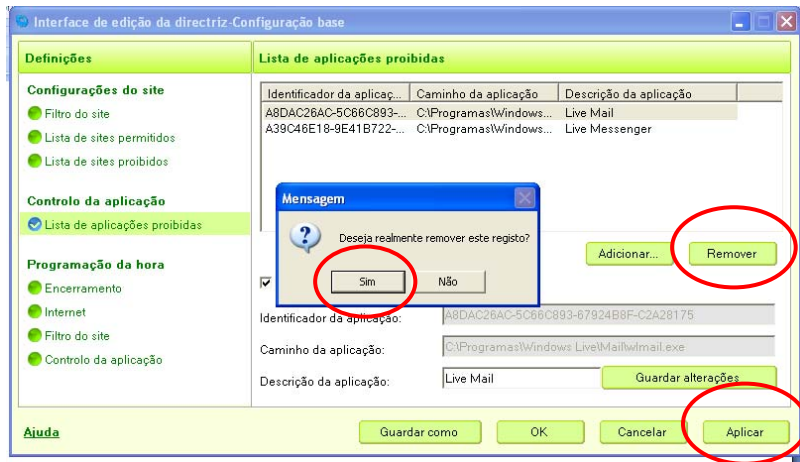 Interface de edição da directriz-Configuração base
Definições
Configurações do site
Filtro do site
Lista de sites permitidos
Lista de sites proibidos
Controlo da aplicação
Lista de aplicações proibidas
Programação da hora
Encerramento
Internet
Filtro do site
Controlo da aplicação
Lista de aplicações proibidas
Identificador da aplicaç... Caminho da aplicação Descrição da aplicação
A8DAC26AC-5C66C893-... C:\Programas\Windows... Live Mail
A39C46E18-9E41B722-... C:\Programas\Windows... Live Messenger
Mensagem
Deseja realmente remover este registo?
Sim Não
Adicionar... Remover
Identificador da aplicação: A8DAC26AC-5C66C893-67924B8F-C2A28175
Caminho da aplicação: C:\Programas\Windows Live\Mail\wlmail.exe
Descrição da aplicação: Live Mail Guardar alterações
Ajuda Guardar como OK Cancelar Aplicar